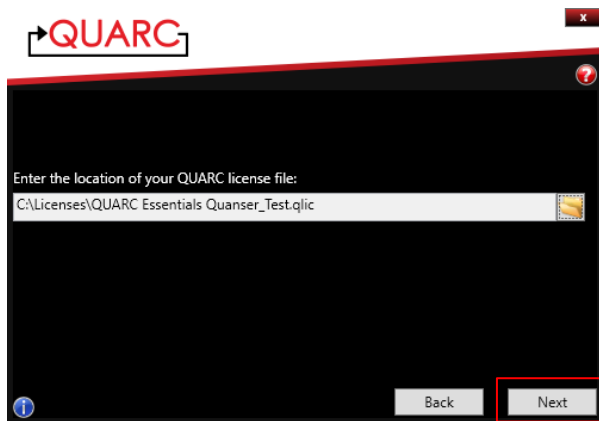 QUARC
x
?
Enter the location of your QUARC license file:
C:\Licenses\QUARC Essentials Quanser_Test.qlic
i
Back
Next